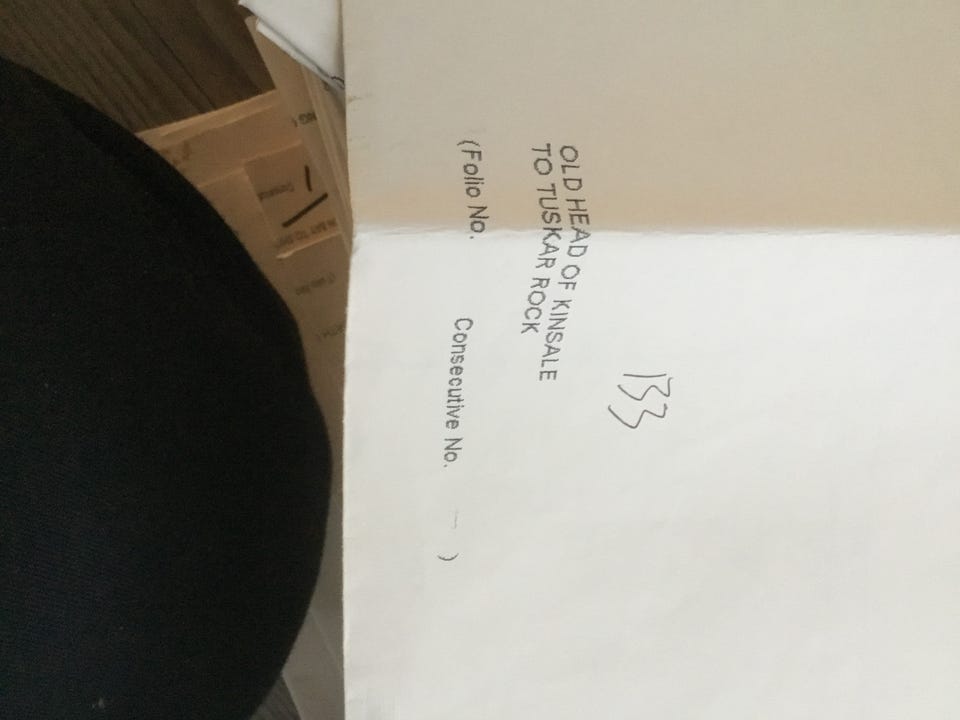 133
OLD HEAD OF KINSALE
TO TUSKAR ROCK
(Folio No. Consecutive No. )